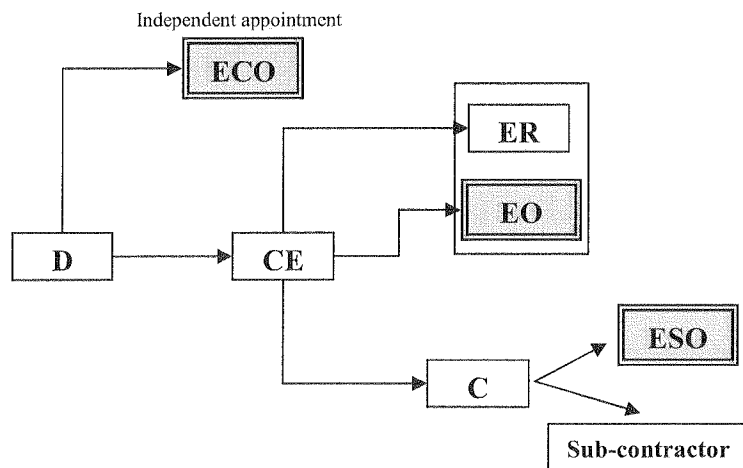 Independent appointment
ECO
ER
EO
D
CE
ESO
C
Sub-contractor